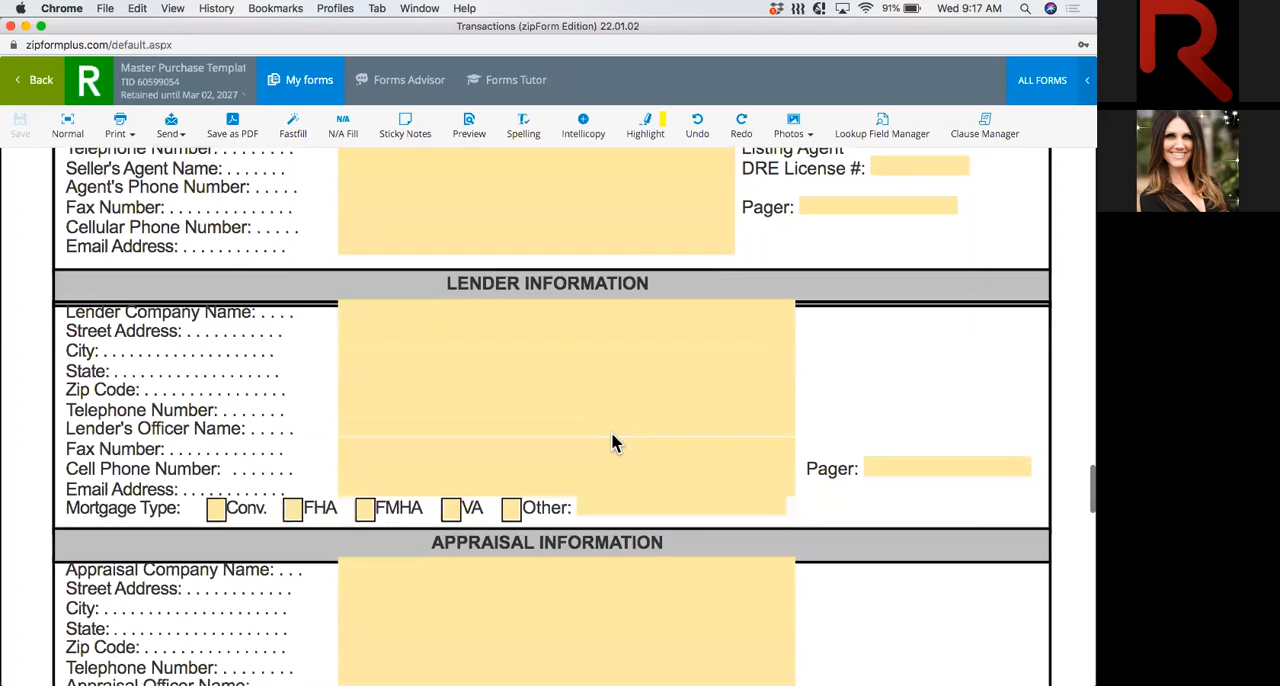 Chrome File Edit View History Bookmarks Profiles Tab Window Help 91% Wed 9:17 AM
Transactions (zipForm Edition) 22.01.02
zipformplus.com/default.aspx
Back R Master Purchase Templat My forms Forms Advisor Forms Tutor ALL FORMS
TID 60599054
Retained until Mar 02, 2027
Save Normal Print Send Save as PDF Fastfill N/A Fill Sticky Notes Preview Spelling Intellicopy Highlight Undo Redo Photos Lookup Field Manager Clause Manager
Telephone Number: . . . . . . . . Listing Agent
Seller's Agent Name: . . . . . . DRE License #:
Agent's Phone Number: . . . . .
Fax Number: . . . . . . . . . . . . . Pager:
Cellular Phone Number: . . . . .
Email Address: . . . . . . . . . . . .
LENDER INFORMATION
Lender Company Name: . . . .
Street Address: . . . . . . . . . . .
City: . . . . . . . . . . . . . . . . . . .
State: . . . . . . . . . . . . . . . . . .
Zip Code: . . . . . . . . . . . . . . .
Telephone Number: . . . . . . .
Lender's Officer Name: . . . . .
Fax Number: . . . . . . . . . . . .
Cell Phone Number: . . . . . . Pager:
Email Address: . . . . . . . . . . .
Mortgage Type: Conv. FHA FMHA VA Other:
APPRAISAL INFORMATION
Appraisal Company Name: . . .
Street Address: . . . . . . . . . . . .
City: . . . . . . . . . . . . . . . . . . . .
State: . . . . . . . . . . . . . . . . . . .
Zip Code: . . . . . . . . . . . . . . .
Telephone Number: . . . . . . . .
Appraisal Officer Name: . . . . .
R